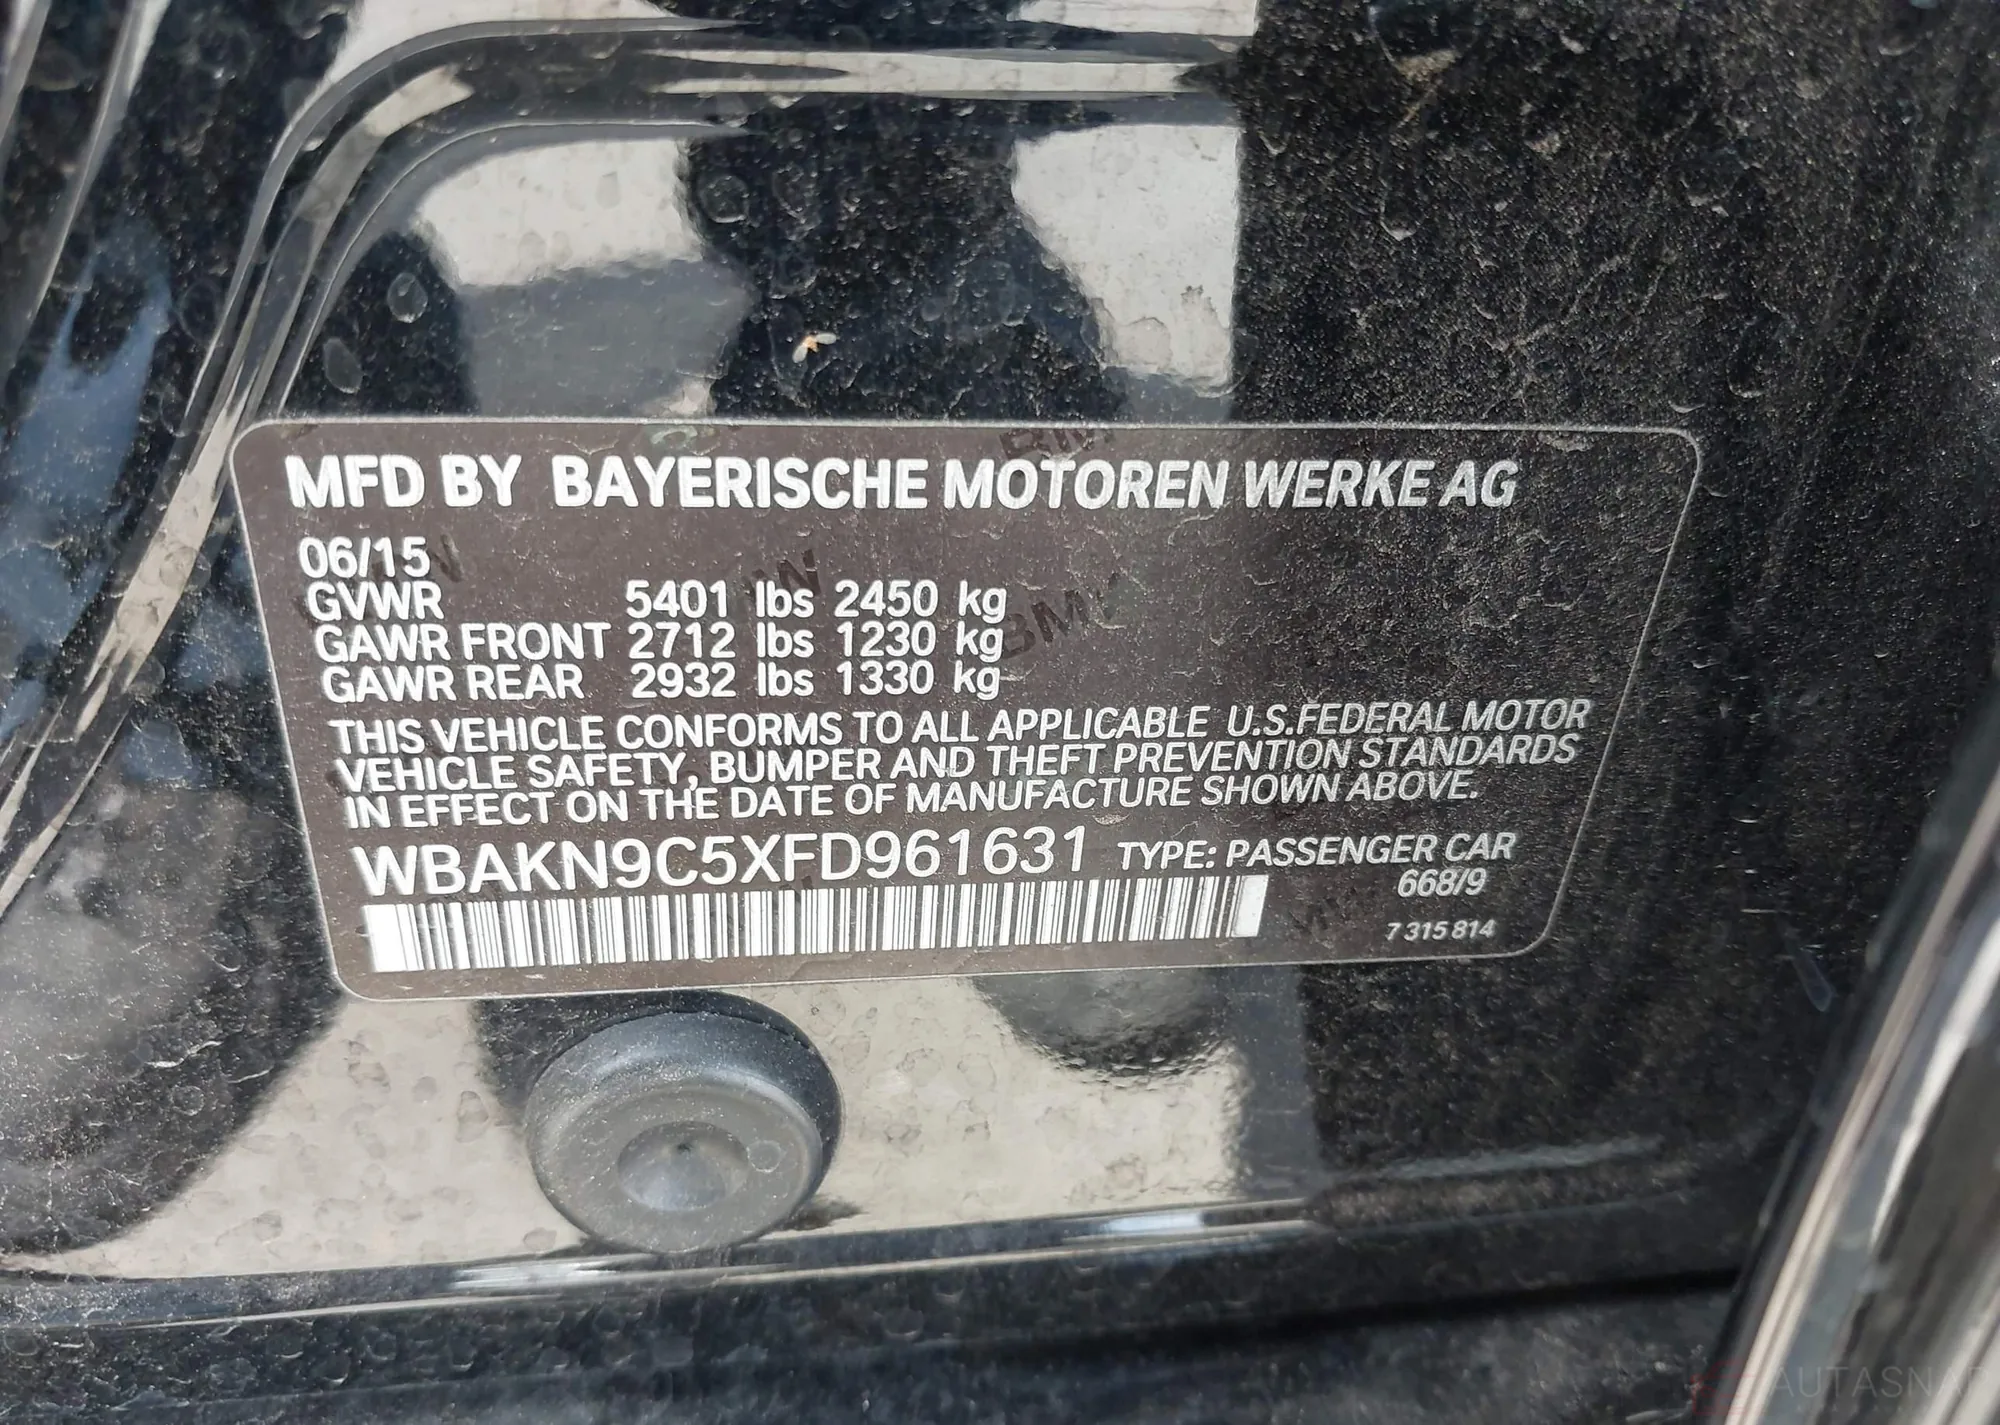 MFD BY BAYERISCHE MOTOREN WERKE AG
06/15
GVWR 5401 lbs 2450 kg
GAWR FRONT 2712 lbs 1230 kg
GAWR REAR 2932 lbs 1330 kg
THIS VEHICLE CONFORMS TO ALL APPLICABLE U.S.FEDERAL MOTOR
VEHICLE SAFETY, BUMPER AND THEFT PREVENTION STANDARDS
IN EFFECT ON THE DATE OF MANUFACTURE SHOWN ABOVE.
WBAKN9C5XFD961631 TYPE: PASSENGER CAR
668/9
7 315 814